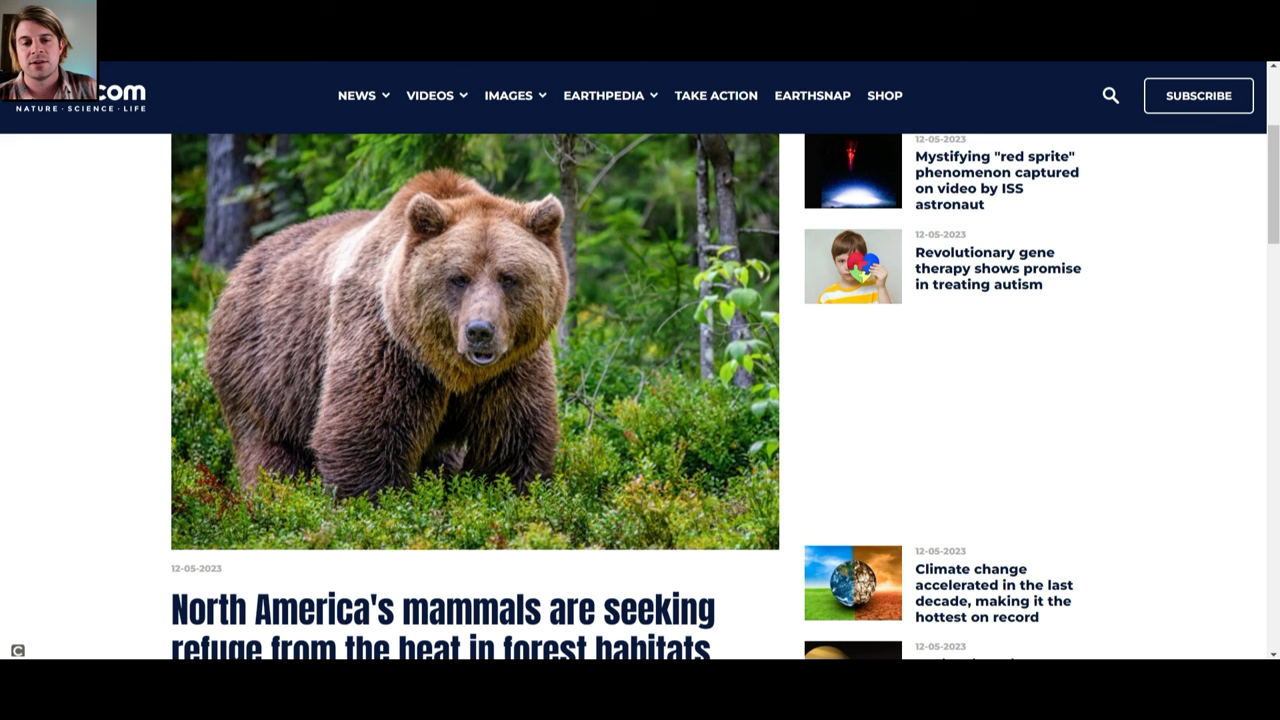 com
NATURE · SCIENCE · LIFE
NEWS
VIDEOS
IMAGES
EARTHPEDIA
TAKE ACTION
EARTHSNAP
SHOP
SUBSCRIBE
12-05-2023
North America's mammals are seeking
refuge from the heat in forest habitats
12-05-2023
Mystifying "red sprite"
phenomenon captured
on video by ISS
astronaut
12-05-2023
Revolutionary gene
therapy shows promise
in treating autism
12-05-2023
Climate change
accelerated in the last
decade, making it the
hottest on record
12-05-2023
C